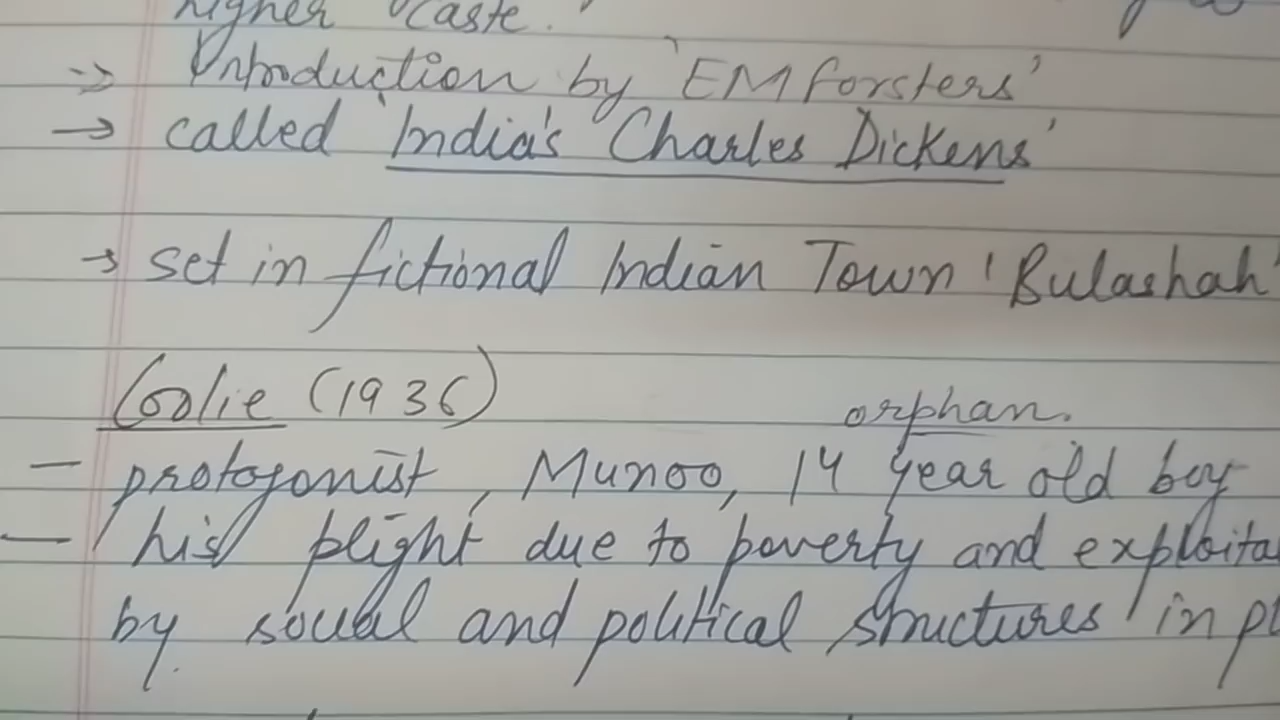 higher caste.
→ Introduction by 'EM Forsters'
→ called 'India's Charles Dickens'
→ set in fictional Indian Town 'Bulashah'
Coolie (1936)
orphan.
— protogonist, Munoo, 14 year old boy
— his plight due to poverty and exploita
by social and political structures in p